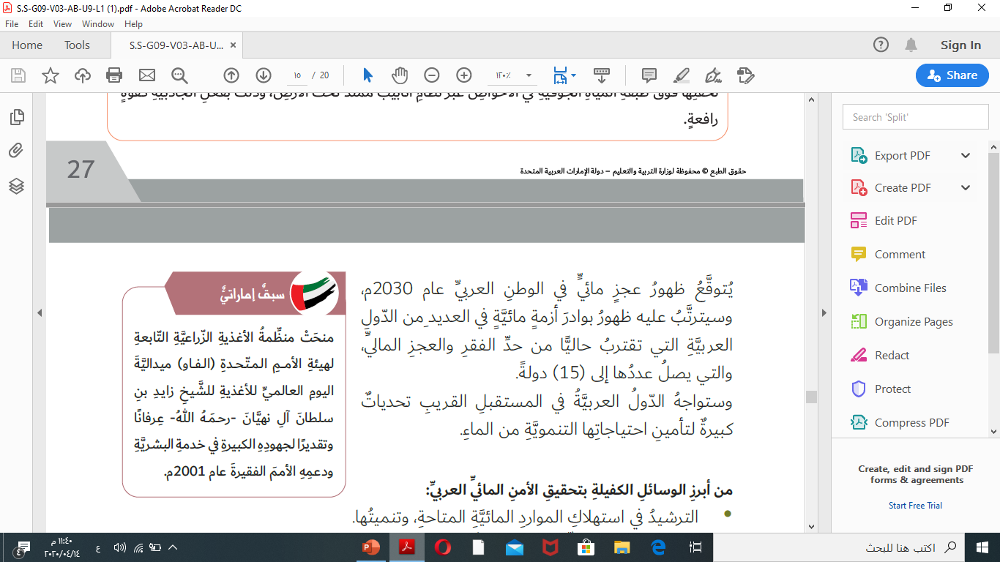 S.S-G09-V03-AB-U9-L1 (1).pdf - Adobe Acrobat Reader DC
File Edit View Window Help
Home Tools S.S-G09-V03-AB-U... × Sign In
١٥ / 20 ١٢٠٪ Share
رافعةٍ.
27
حقوق الطبع © محفوظة لوزارة التربية والتعليم – دولة الإمارات العربية المتحدة
يُتوقَّعُ ظهورُ عجزٍ مائيٍّ في الوطنِ العربيِّ عام 2030م،
وسيترتَّبُ عليه ظهورُ بوادرَ أزمةٍ مائيَّةٍ في العديد ِمن الدّولِ
العربيَّةِ التي تقتربُ حاليًّا من حدِّ الفقرِ والعجزِ الماليِّ،
والتي يصلُ عددُها إلى (15) دولةً.
وستواجهُ الدّولُ العربيَّةُ في المستقبلِ القريبِ تحدياتٌ
كبيرةٌ لتأمينِ احتياجاتِها التنمويَّةِ من الماءِ.
سبقٌ إماراتيٌّ
منحَتْ منظِّمةُ الأغذيةِ الزّراعيَّةِ التّابعةِ
لهيئةِ الأممِ المتّحدةِ (الفاو) ميداليَّةَ
اليومِ العالميِّ للأغذيةِ للشَّيخِ زايدِ بنِ
سلطانَ آلِ نهيَّانَ -رحمَهُ اللهُ- عِرفانًا
وتقديرًا لجهودِهِ الكبيرةِ في خدمةِ البشريَّةِ
ودعمِهِ الأممَ الفقيرةَ عام 2001م.
من أبرزِ الوسائلِ الكفيلةِ بتحقيقِ الأمنِ المائيِّ العربيِّ:
• الترشيدُ في استهلاكِ المواردِ المائيَّةِ المتاحةِ، وتنميتُها.
Search 'Split'
Export PDF
Create PDF
Edit PDF
Comment
Combine Files
Organize Pages
Redact
Protect
Compress PDF
Create, edit and sign PDF
forms & agreements
Start Free Trial
اكتب هنا للبحث
ع
١١:٤٠ م
٢٠٢٠/٠٤/١٤
٤